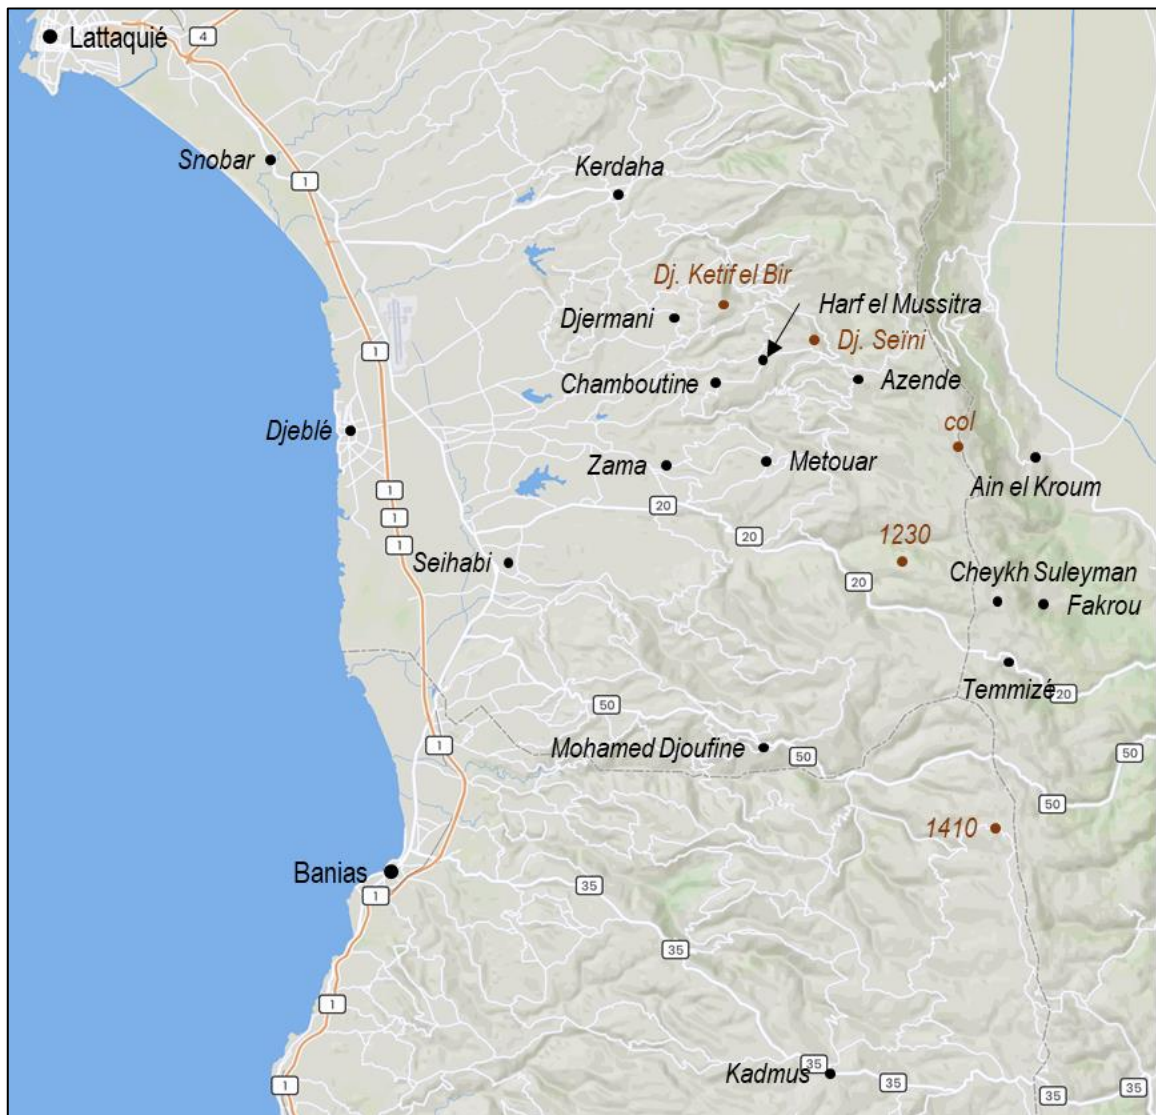 Lattaquié
4
Snobar
1
Kerdaha
Dj. Ketif el Bir
Harf el Mussitra
Djermani
Dj. Seïni
1
Chamboutine
Azende
Djeblé
col
Zama
Metouar
Ain el Kroum
1
20
1
20
1230
1
Seihabi
Cheykh Suleyman
20
Fakrou
Temmizé
20
50
1
Mohamed Djoufine
50
50
50
1410
Banias
35
1
35
1
Kadmus
35
35
1
35
35